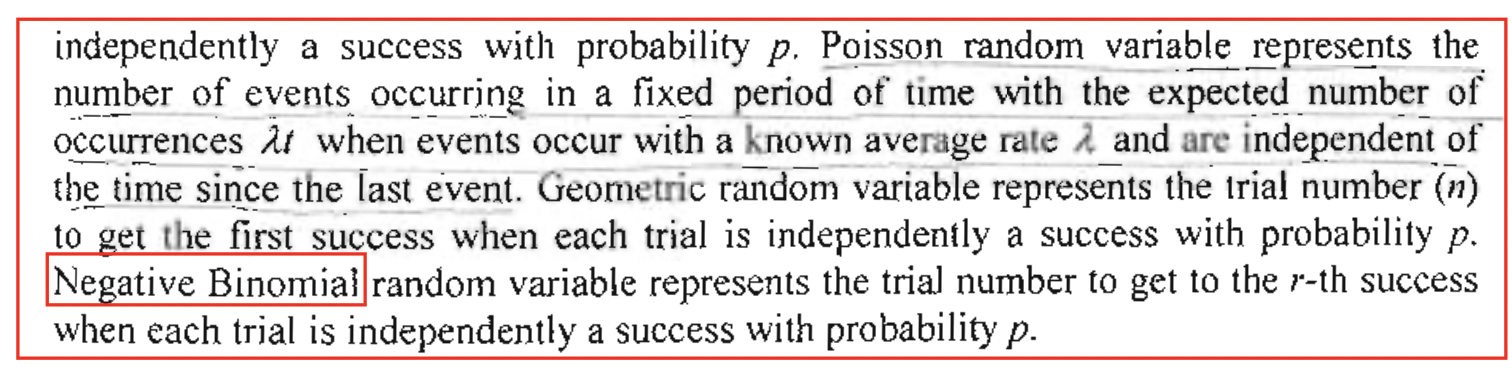 independently a success with probability p. Poisson random variable represents the
number of events occurring in a fixed period of time with the expected number of
occurrences λt when events occur with a known average rate λ and are independent of
the time since the last event. Geometric random variable represents the trial number (n)
to get the first success when each trial is independently a success with probability p.
Negative Binomial random variable represents the trial number to get to the r-th success
when each trial is independently a success with probability p.